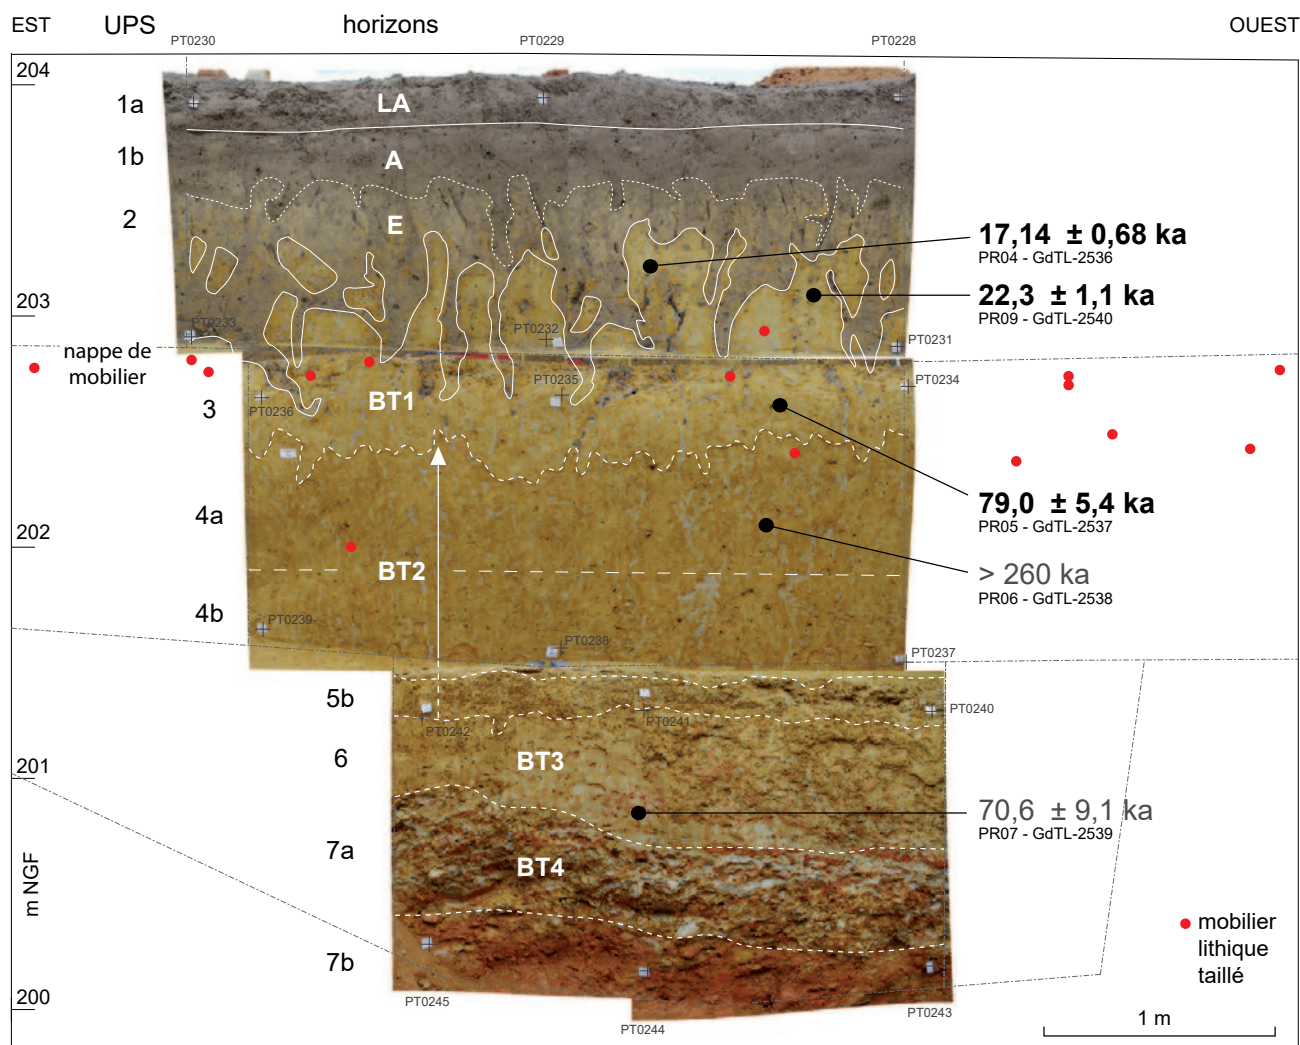 EST
UPS
horizons
OUEST
PT0230
PT0229
PT0228
204
1a
LA
1b
A
2
E
17,14 ± 0,68 ka
PR04 - GdTL-2536
22,3 ± 1,1 ka
PR09 - GdTL-2540
203
PT0233
PT0232
PT0231
nappe de
mobilier
PT0235
PT0234
3
PT0236
BT1
79,0 ± 5,4 ka
PR05 - GdTL-2537
4a
202
BT2
> 260 ka
PR06 - GdTL-2538
4b
PT0239
PT0238
PT0237
5b
PT0242
PT0241
PT0240
6
BT3
201
70,6 ± 9,1 ka
PR07 - GdTL-2539
7a
BT4
m NGF
mobilier
lithique
taillé
7b
200
PT0245
PT0244
PT0243
1 m